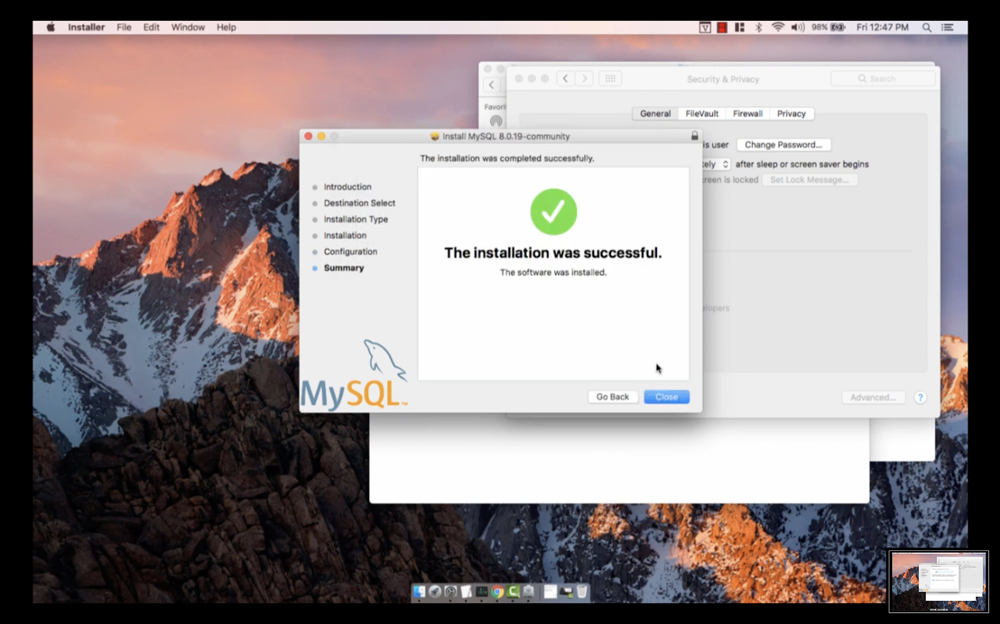 Installer File Edit Window Help
V 98% Fri 12:47 PM
Security & Privacy
Search
Favori
General FileVault Firewall Privacy
Install MySQL 8.0.19-community
is user Change Password...
The installation was completed successfully.
tely after sleep or screen saver begins
reen is locked Set Lock Message...
Introduction
Destination Select
Installation Type
Installation
Configuration
Summary
The installation was successful.
The software was installed.
elopers
MySQL™
Go Back Close
Advanced... ?